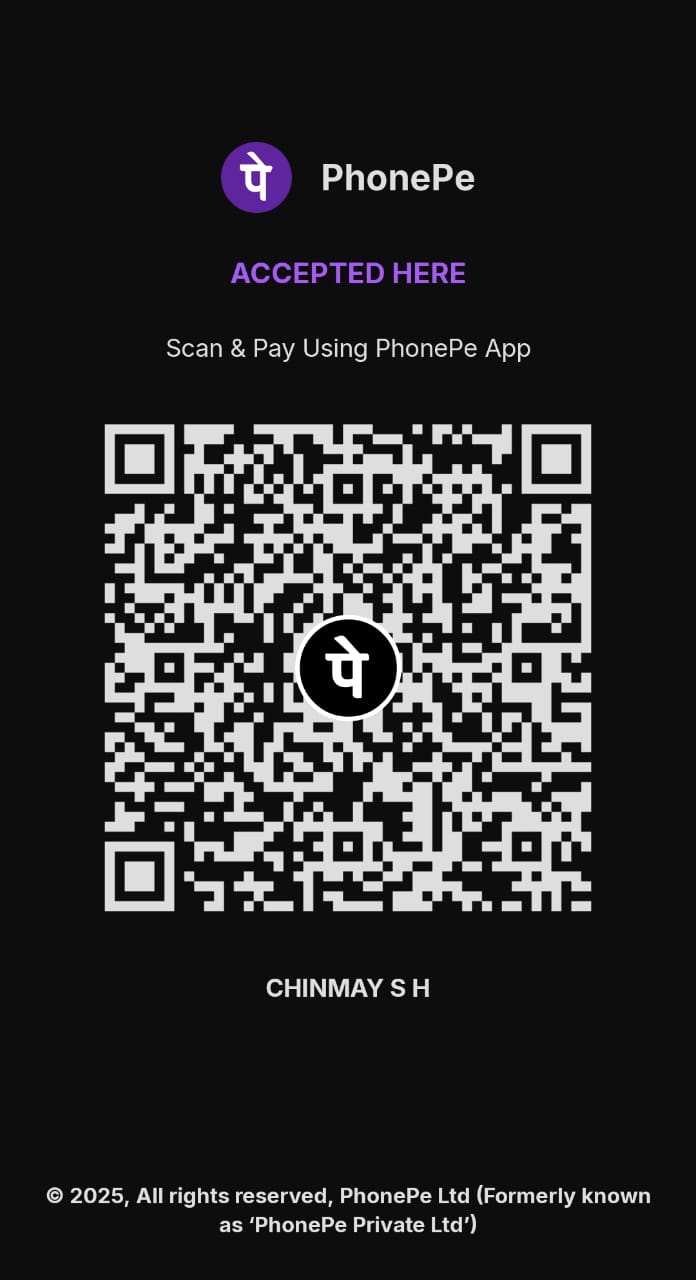 पे PhonePe
ACCEPTED HERE
Scan & Pay Using PhonePe App
पे
CHINMAY S H
© 2025, All rights reserved, PhonePe Ltd (Formerly known
as ‘PhonePe Private Ltd’)